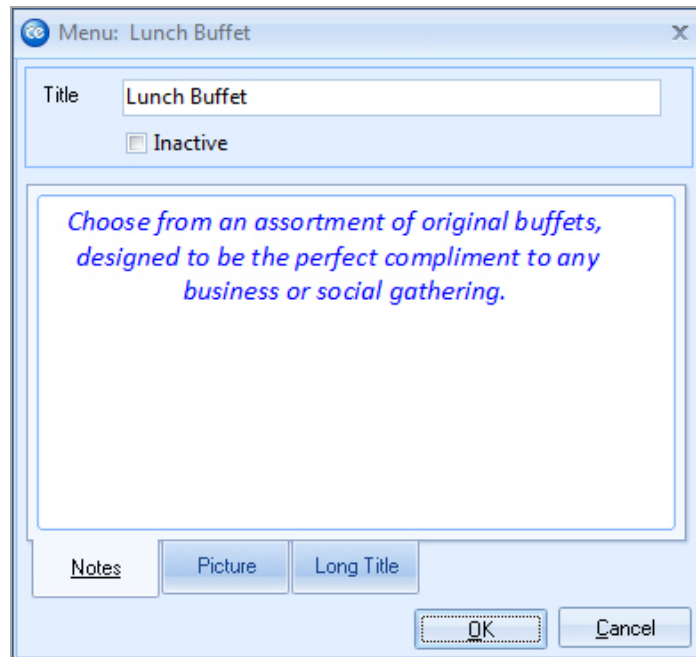 ce Menu: Lunch Buffet x
Title Lunch Buffet
Inactive
Choose from an assortment of original buffets,
designed to be the perfect compliment to any
business or social gathering.
Notes Picture Long Title
OK Cancel